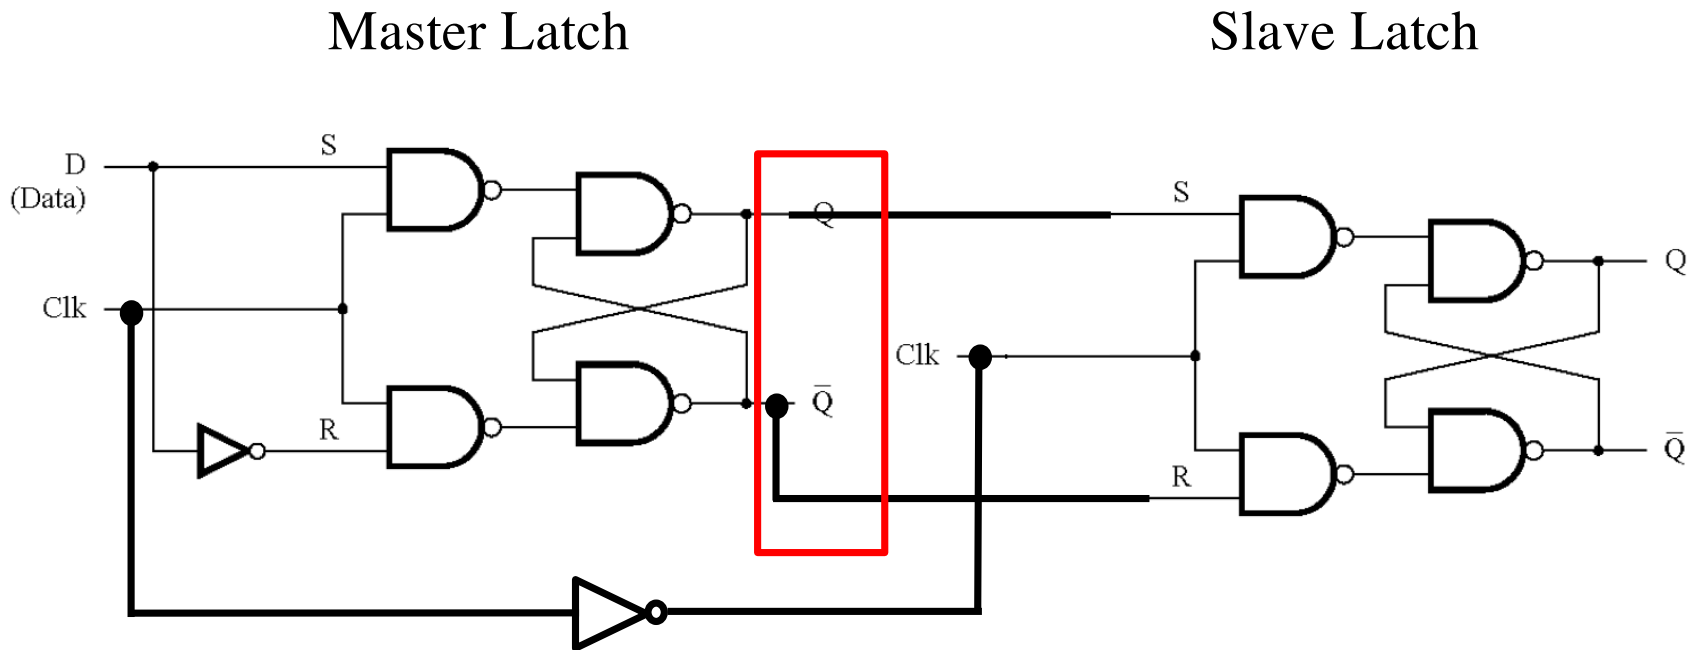 Master Latch
Slave Latch
D
(Data)
S
Clk
R
Q
Q̅
S
Clk
R
Q
Q̅